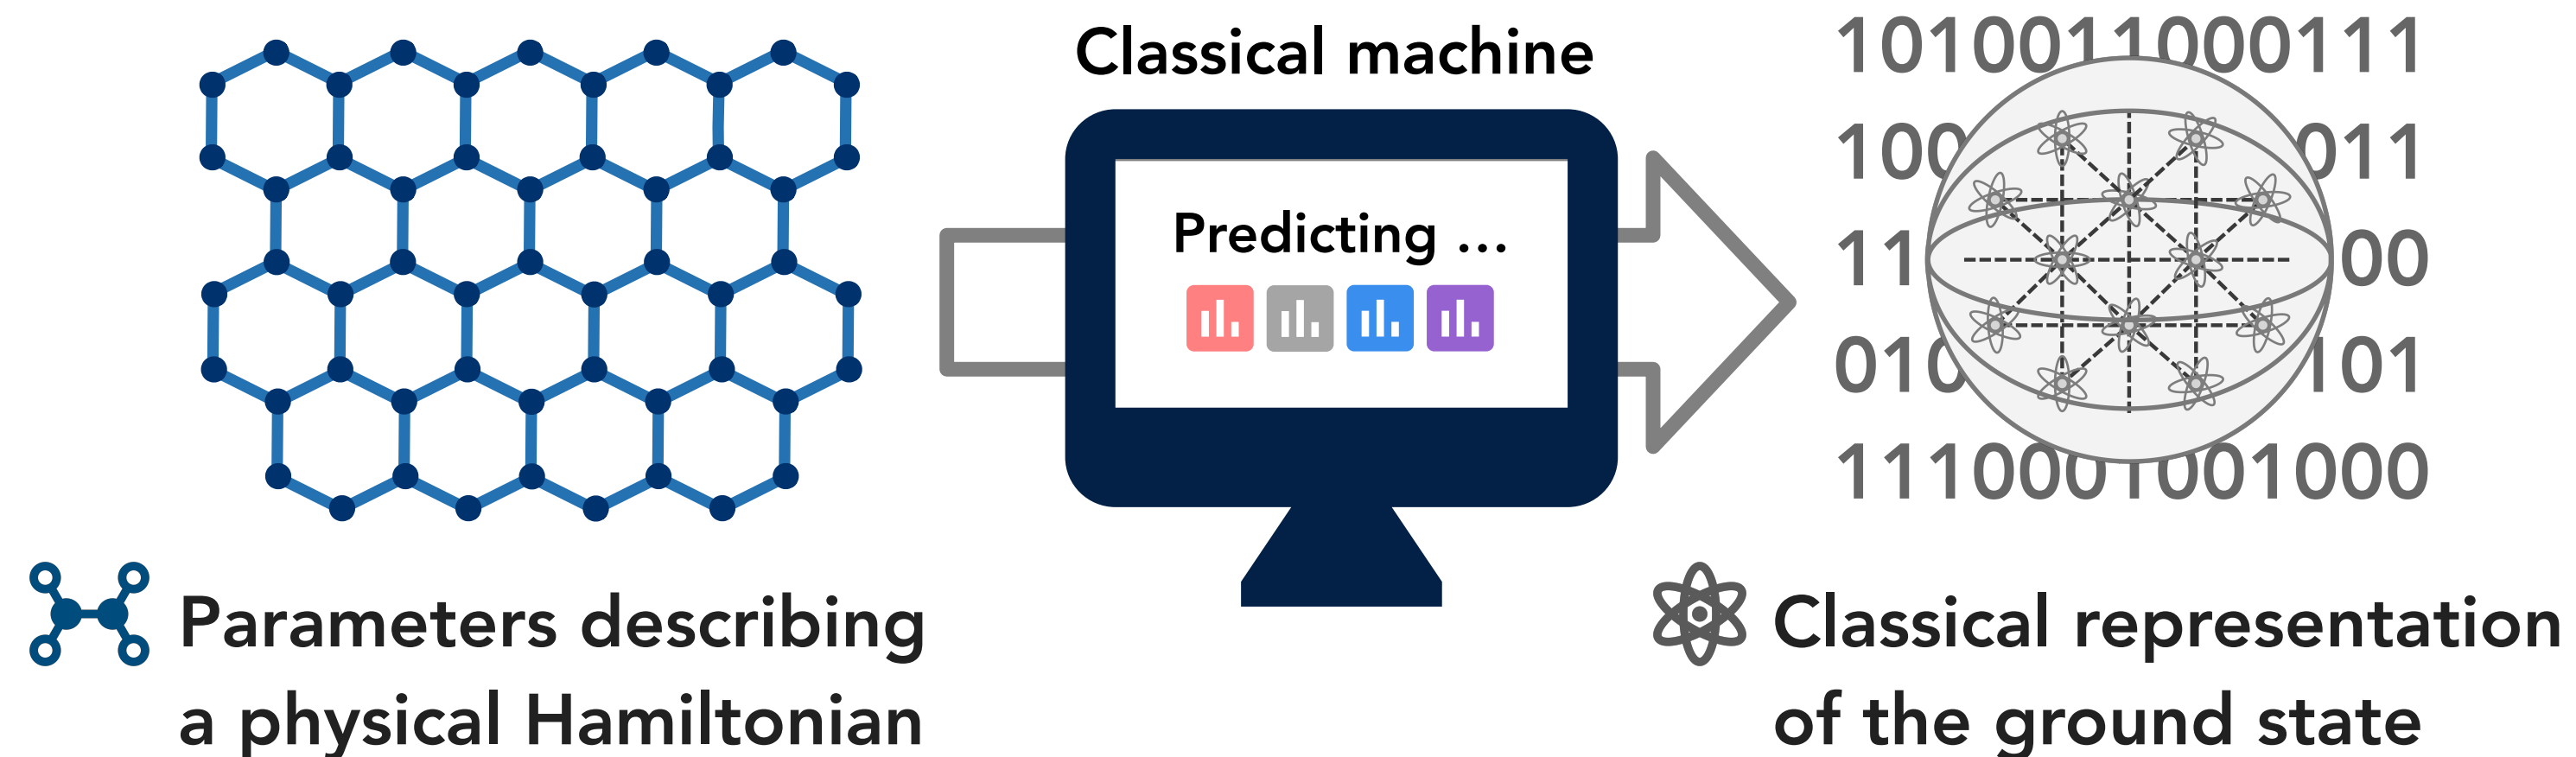 Classical machine
Predicting ...
1010011000111
100 011
11 00
010 101
1110001001000
Parameters describing
a physical Hamiltonian
Classical representation
of the ground state